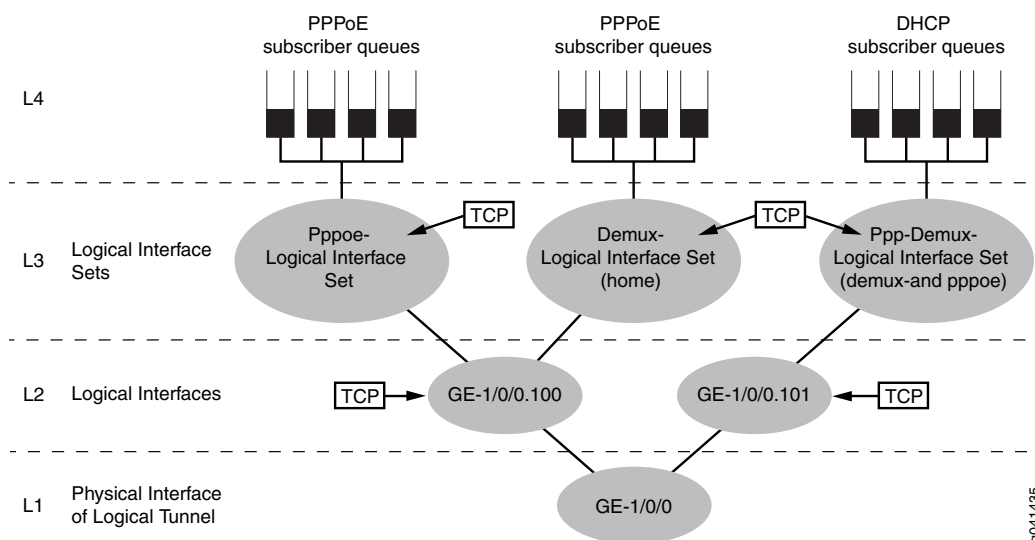 PPPoE
subscriber queues
PPPoE
subscriber queues
DHCP
subscriber queues
L4
L3
Logical Interface
Sets
Pppoe-
Logical Interface
Set
TCP
Demux-
Logical Interface Set
(home)
TCP
Ppp-Demux-
Logical Interface Set
(demux-and pppoe)
L2
Logical Interfaces
TCP
GE-1/0/0.100
GE-1/0/0.101
TCP
L1
Physical Interface
of Logical Tunnel
GE-1/0/0
g041435